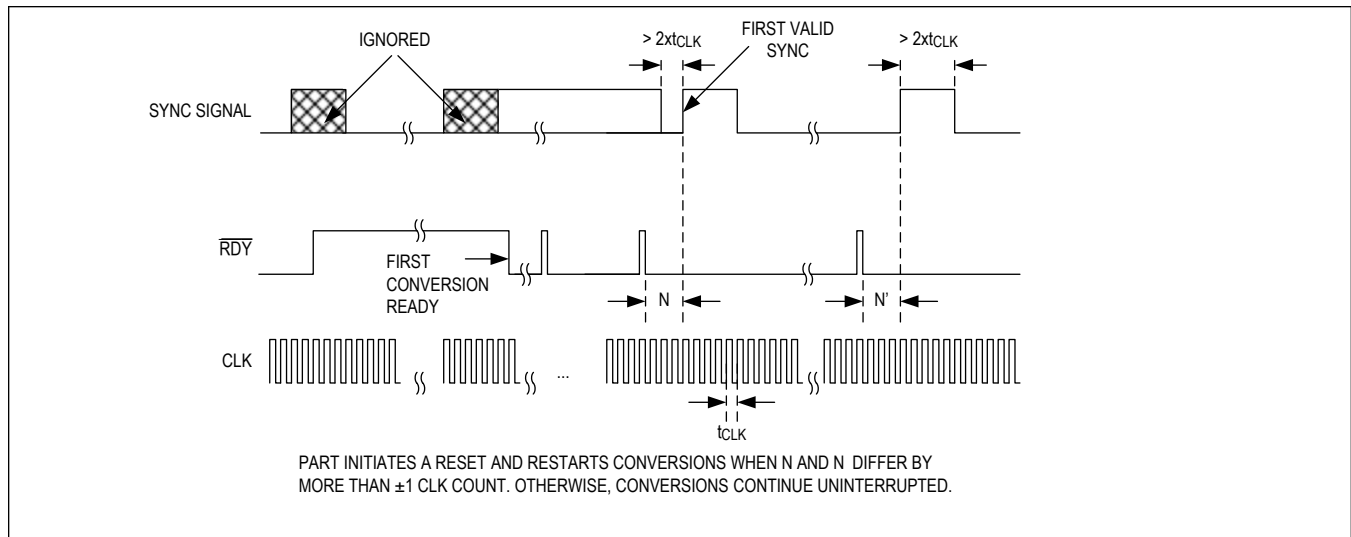 IGNORED
> 2xtCLK
FIRST VALID
SYNC
> 2xtCLK
SYNC SIGNAL
RDY
FIRST
CONVERSION
READY
N
N'
CLK
...
tCLK
PART INITIATES A RESET AND RESTARTS CONVERSIONS WHEN N AND N DIFFER BY
MORE THAN ±1 CLK COUNT. OTHERWISE, CONVERSIONS CONTINUE UNINTERRUPTED.